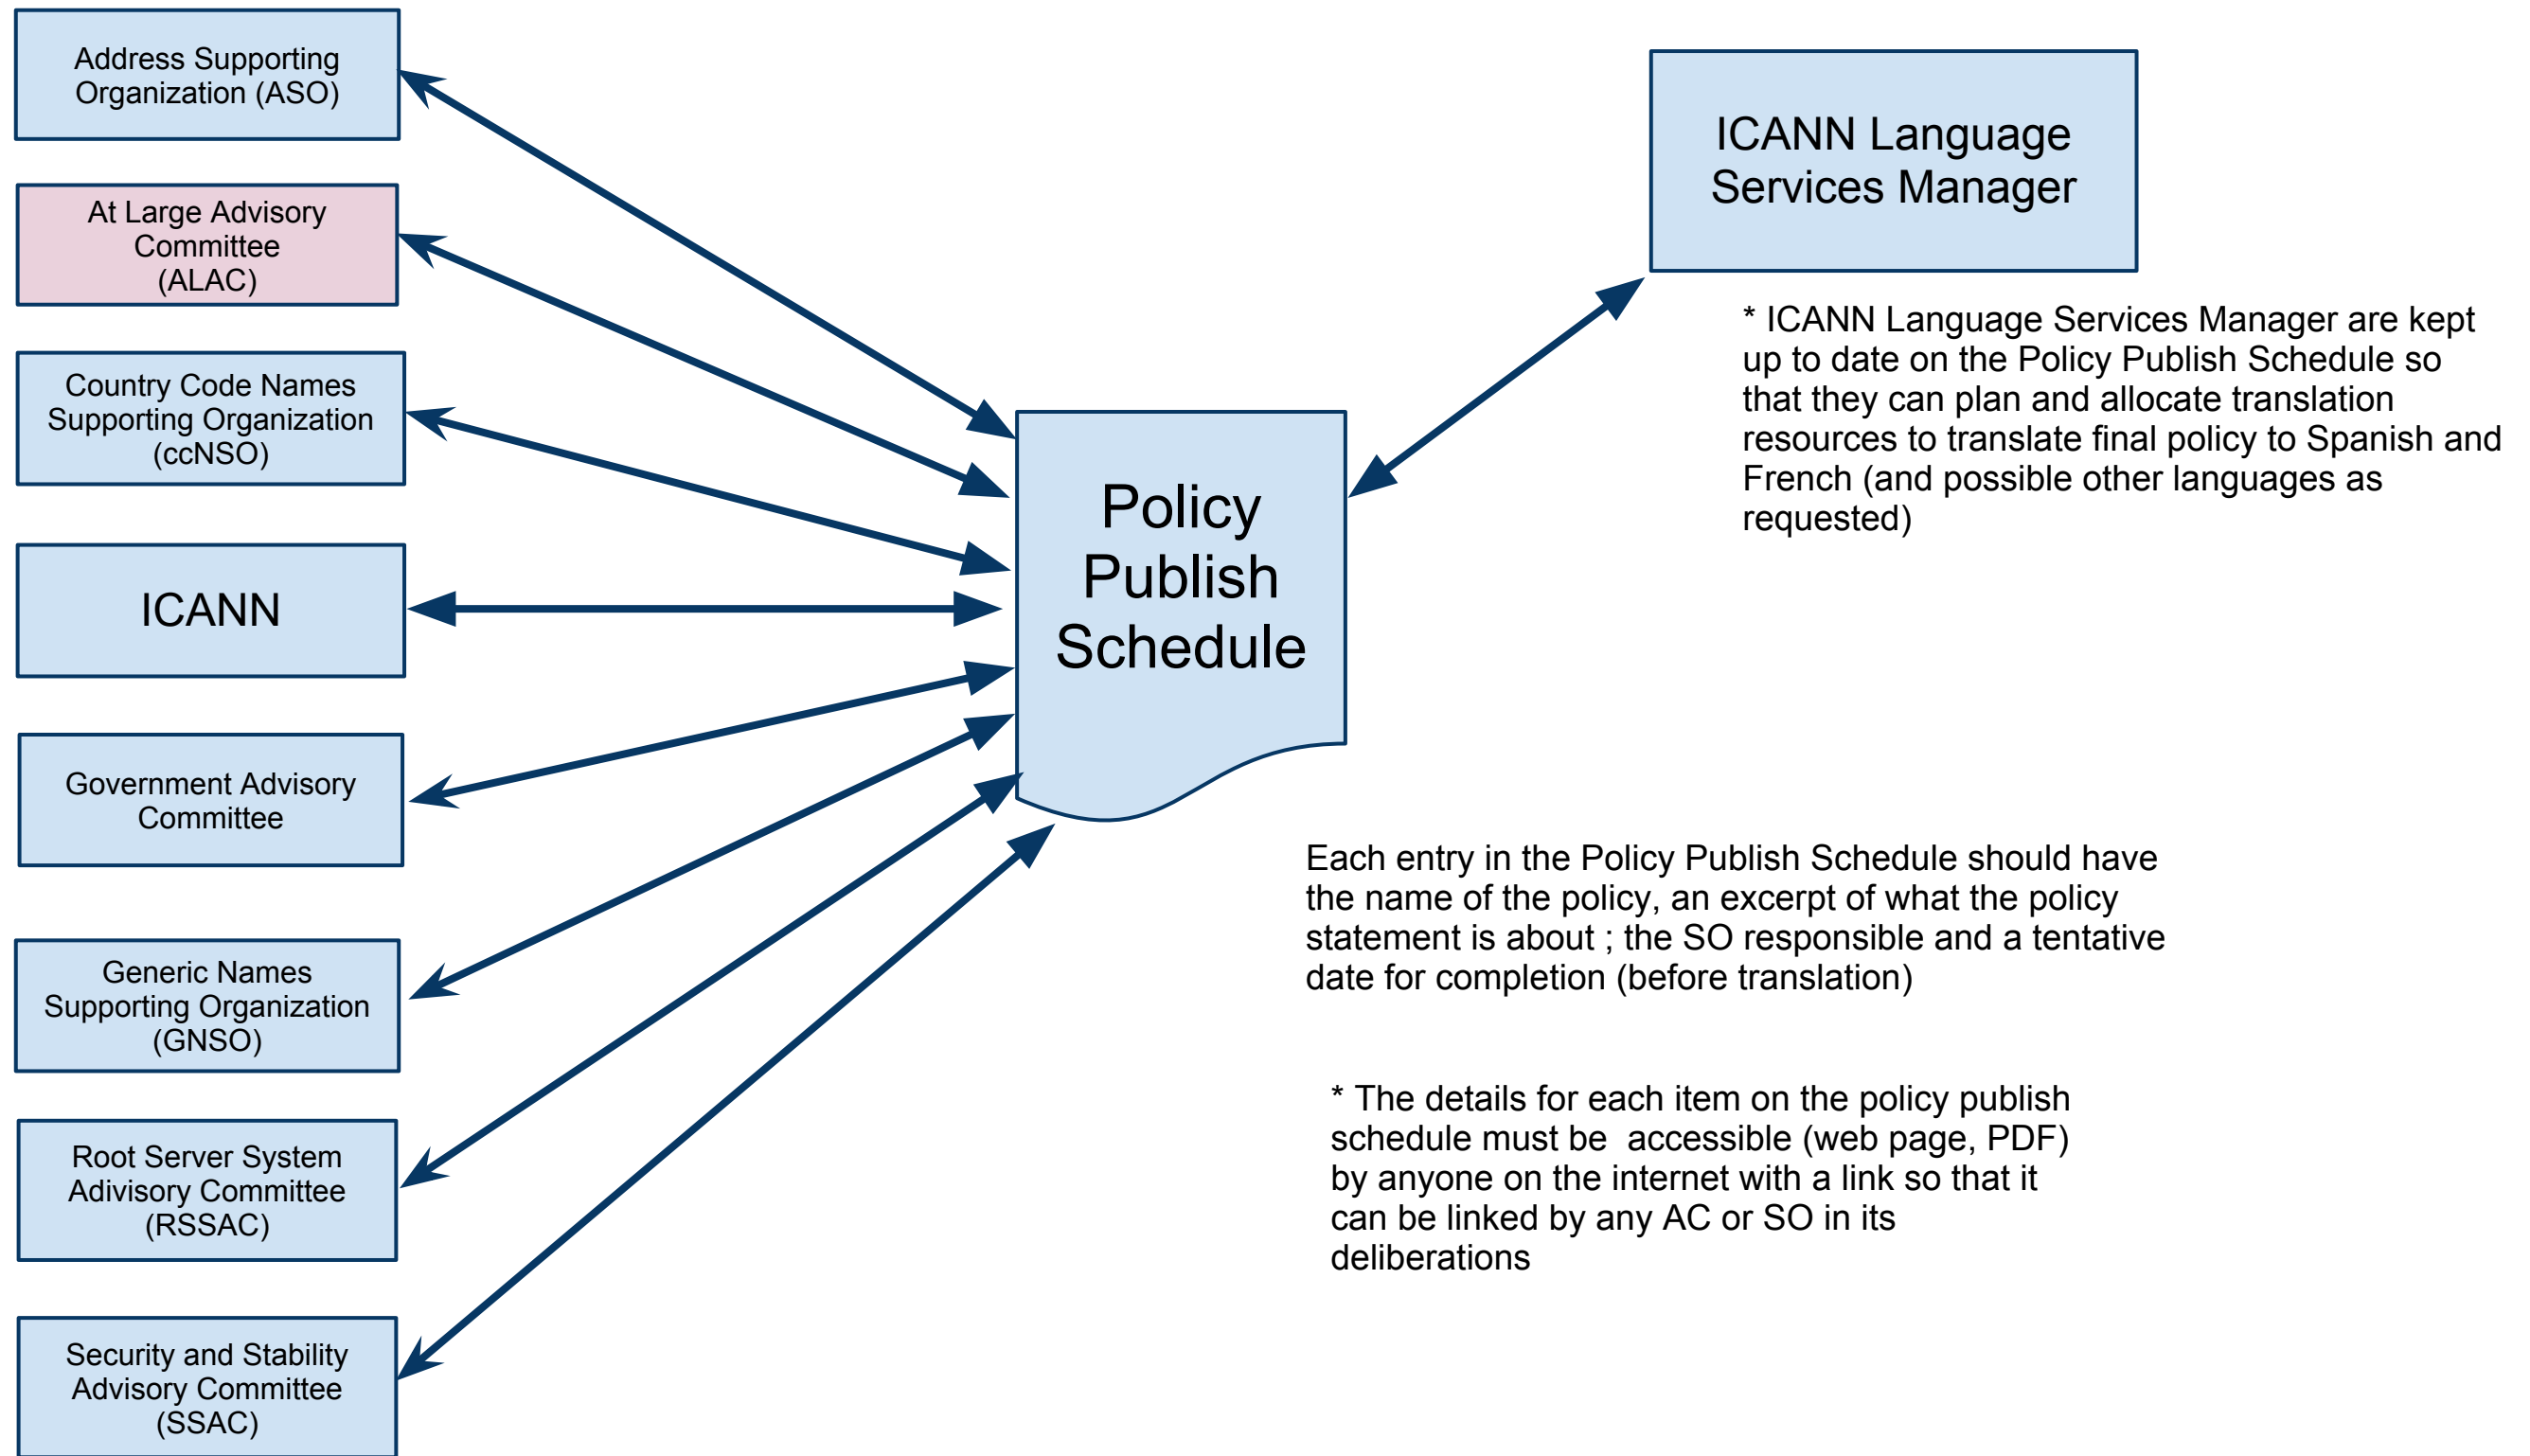 Address Supporting
Organization (ASO)
At Large Advisory
Committee
(ALAC)
Country Code Names
Supporting Organization
(ccNSO)
ICANN
Government Advisory
Committee
Generic Names
Supporting Organization
(GNSO)
Root Server System
Adivisory Committee
(RSSAC)
Security and Stability
Advisory Committee
(SSAC)
Policy
Publish
Schedule
ICANN Language
Services Manager
* ICANN Language Services Manager are kept
up to date on the Policy Publish Schedule so
that they can plan and allocate translation
resources to translate final policy to Spanish and
French (and possible other languages as
requested)
Each entry in the Policy Publish Schedule should have
the name of the policy, an excerpt of what the policy
statement is about ; the SO responsible and a tentative
date for completion (before translation)
* The details for each item on the policy publish
schedule must be  accessible (web page, PDF)
by anyone on the internet with a link so that it
can be linked by any AC or SO in its
deliberations